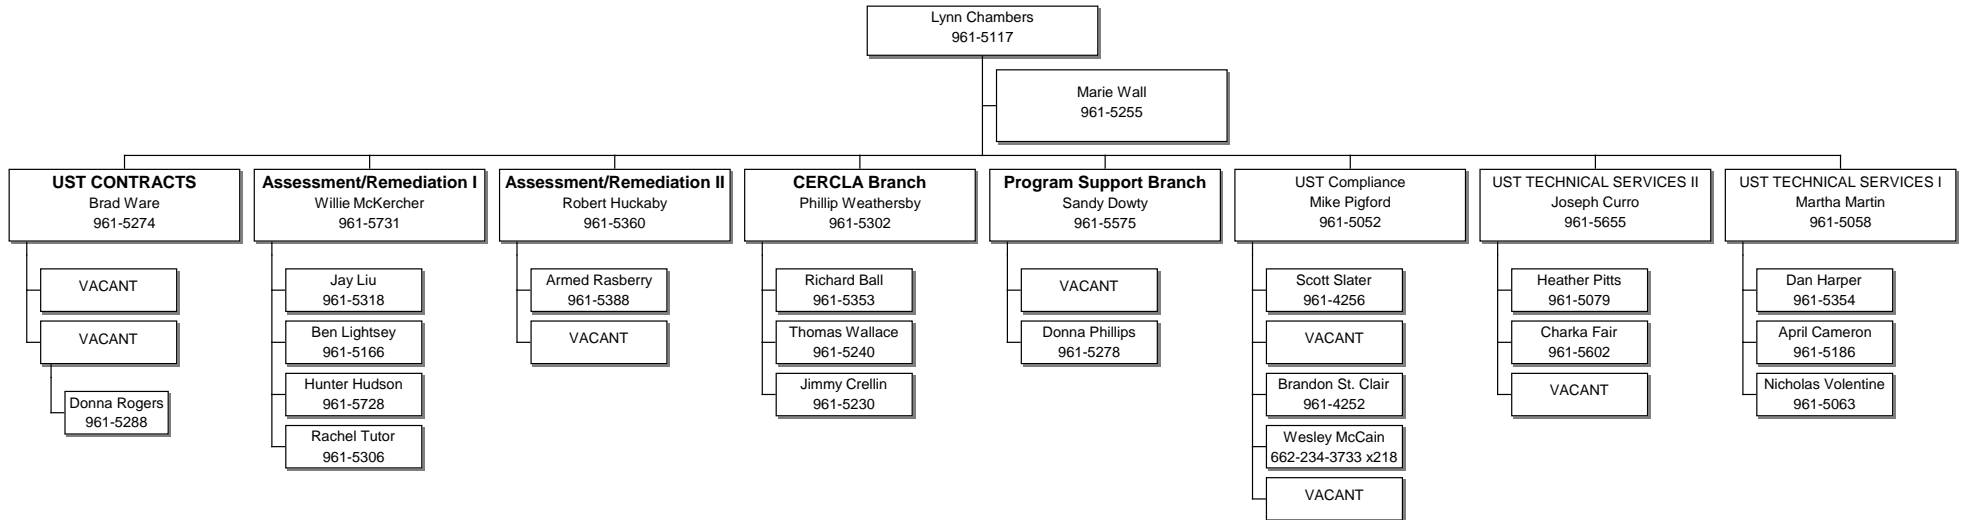 Lynn Chambers
961-5117
Marie Wall
961-5255
UST CONTRACTS
Brad Ware
961-5274
VACANT
VACANT
Donna Rogers
961-5288
Assessment/Remediation I
Willie McKercher
961-5731
Jay Liu
961-5318
Ben Lightsey
961-5166
Hunter Hudson
961-5728
Rachel Tutor
961-5306
Assessment/Remediation II
Robert Huckaby
961-5360
Armed Rasberry
961-5388
VACANT
CERCLA Branch
Phillip Weathersby
961-5302
Richard Ball
961-5353
Thomas Wallace
961-5240
Jimmy Crellin
961-5230
Program Support Branch
Sandy Dowty
961-5575
VACANT
Donna Phillips
961-5278
UST Compliance
Mike Pigford
961-5052
Scott Slater
961-4256
VACANT
Brandon St. Clair
961-4252
Wesley McCain
662-234-3733 x218
VACANT
UST TECHNICAL SERVICES II
Joseph Curro
961-5655
Heather Pitts
961-5079
Charka Fair
961-5602
VACANT
UST TECHNICAL SERVICES I
Martha Martin
961-5058
Dan Harper
961-5354
April Cameron
961-5186
Nicholas Volentine
961-5063